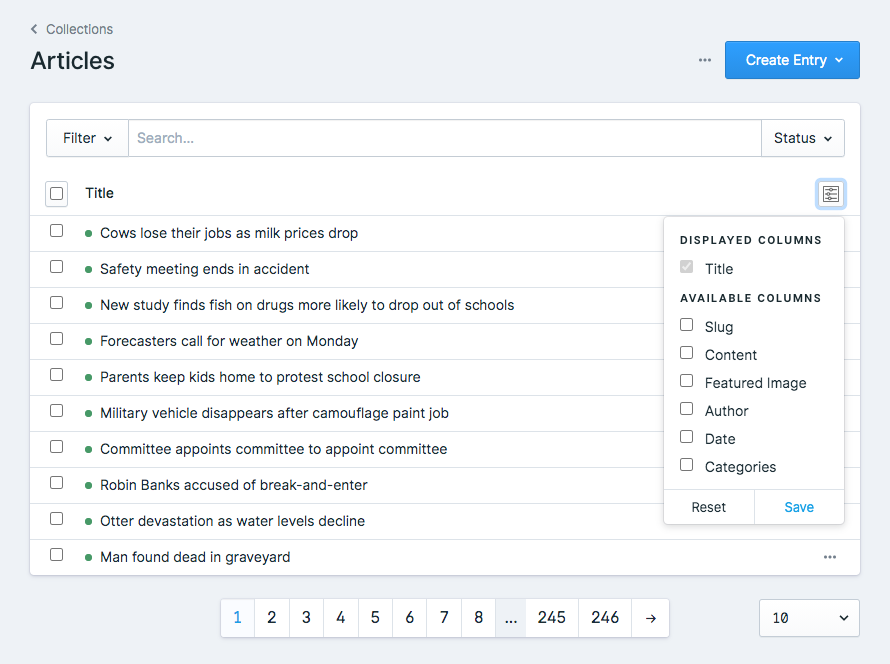 Collections
Articles
Create Entry
Filter
Search...
Status
Title
Cows lose their jobs as milk prices drop
Safety meeting ends in accident
New study finds fish on drugs more likely to drop out of schools
Forecasters call for weather on Monday
Parents keep kids home to protest school closure
Military vehicle disappears after camouflage paint job
Committee appoints committee to appoint committee
Robin Banks accused of break-and-enter
Otter devastation as water levels decline
Man found dead in graveyard
DISPLAYED COLUMNS
Title
AVAILABLE COLUMNS
Slug
Content
Featured Image
Author
Date
Categories
Reset Save
1 2 3 4 5 6 7 8 ... 245 246 →
10